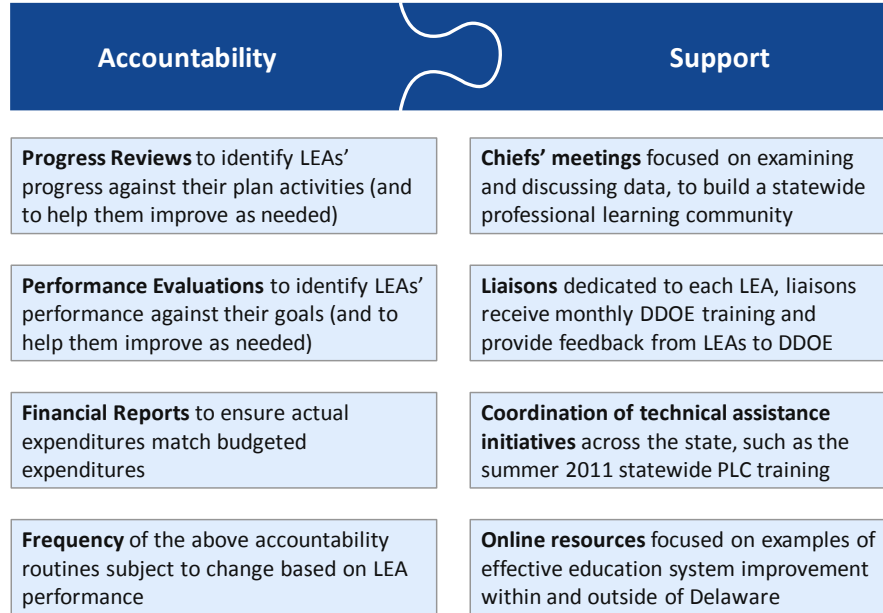 Accountability
Support
Progress Reviews to identify LEAs'
progress against their plan activities (and
to help them improve as needed)
Chiefs' meetings focused on examining
and discussing data, to build a statewide
professional learning community
Performance Evaluations to identify LEAs'
performance against their goals (and to
help them improve as needed)
Liaisons dedicated to each LEA, liaisons
receive monthly DDOE training and
provide feedback from LEAs to DDOE
Financial Reports to ensure actual
expenditures match budgeted
expenditures
Coordination of technical assistance
initiatives across the state, such as the
summer 2011 statewide PLC training
Frequency of the above accountability
routines subject to change based on LEA
performance
Online resources focused on examples of
effective education system improvement
within and outside of Delaware